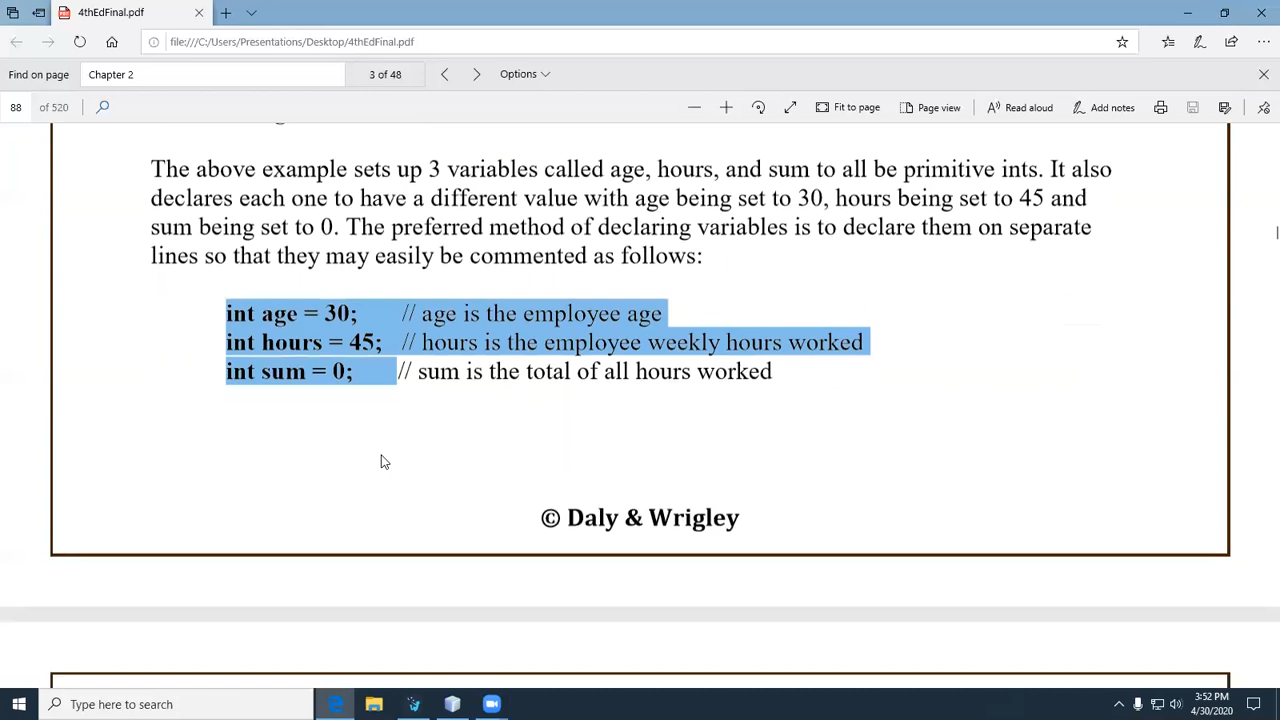 4thEdFinal.pdf
file:///C:/Users/Presentations/Desktop/4thEdFinal.pdf
Find on page Chapter 2 3 of 48 Options
88 of 520 Fit to page Page view Read aloud Add notes
The above example sets up 3 variables called age, hours, and sum to all be primitive ints. It also
declares each one to have a different value with age being set to 30, hours being set to 45 and
sum being set to 0. The preferred method of declaring variables is to declare them on separate
lines so that they may easily be commented as follows:
int age = 30; // age is the employee age
int hours = 45; // hours is the employee weekly hours worked
int sum = 0; // sum is the total of all hours worked
© Daly & Wrigley
Type here to search
3:52 PM
4/30/2020